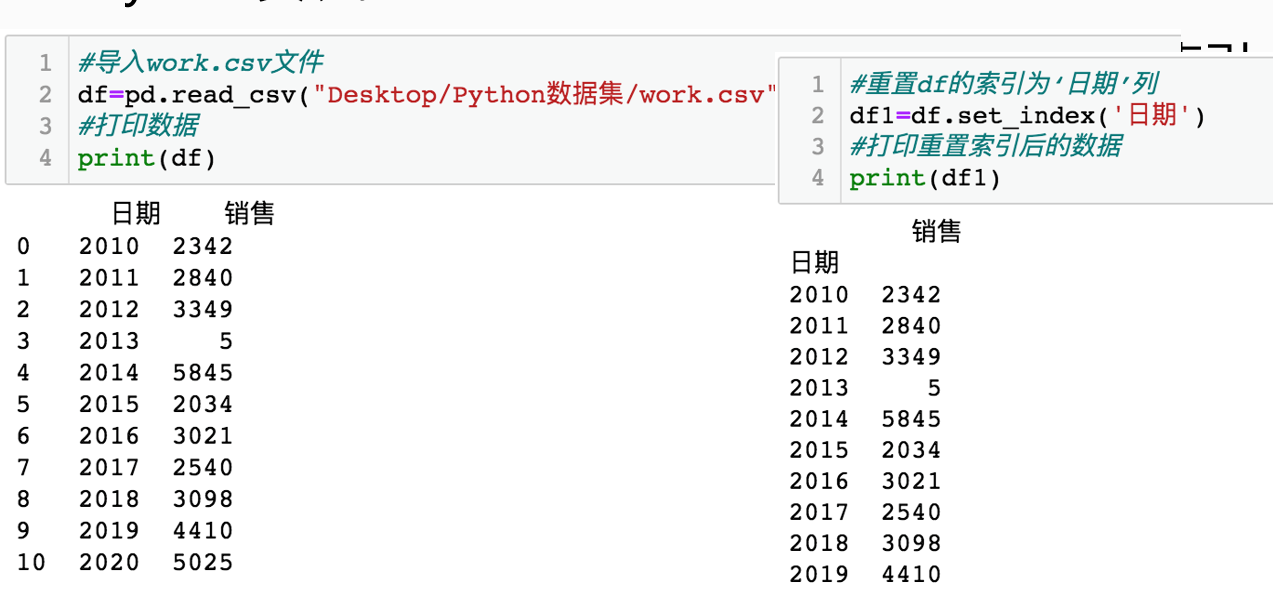 1 #导入work.csv文件
2 df=pd.read_csv("Desktop/Python数据集/work.csv"
3 #打印数据
4 print(df)
日期 销售
0 2010 2342
1 2011 2840
2 2012 3349
3 2013 5
4 2014 5845
5 2015 2034
6 2016 3021
7 2017 2540
8 2018 3098
9 2019 4410
10 2020 5025
1 #重置df的索引为‘日期’列
2 df1=df.set_index('日期')
3 #打印重置索引后的数据
4 print(df1)
销售
日期
2010 2342
2011 2840
2012 3349
2013 5
2014 5845
2015 2034
2016 3021
2017 2540
2018 3098
2019 4410